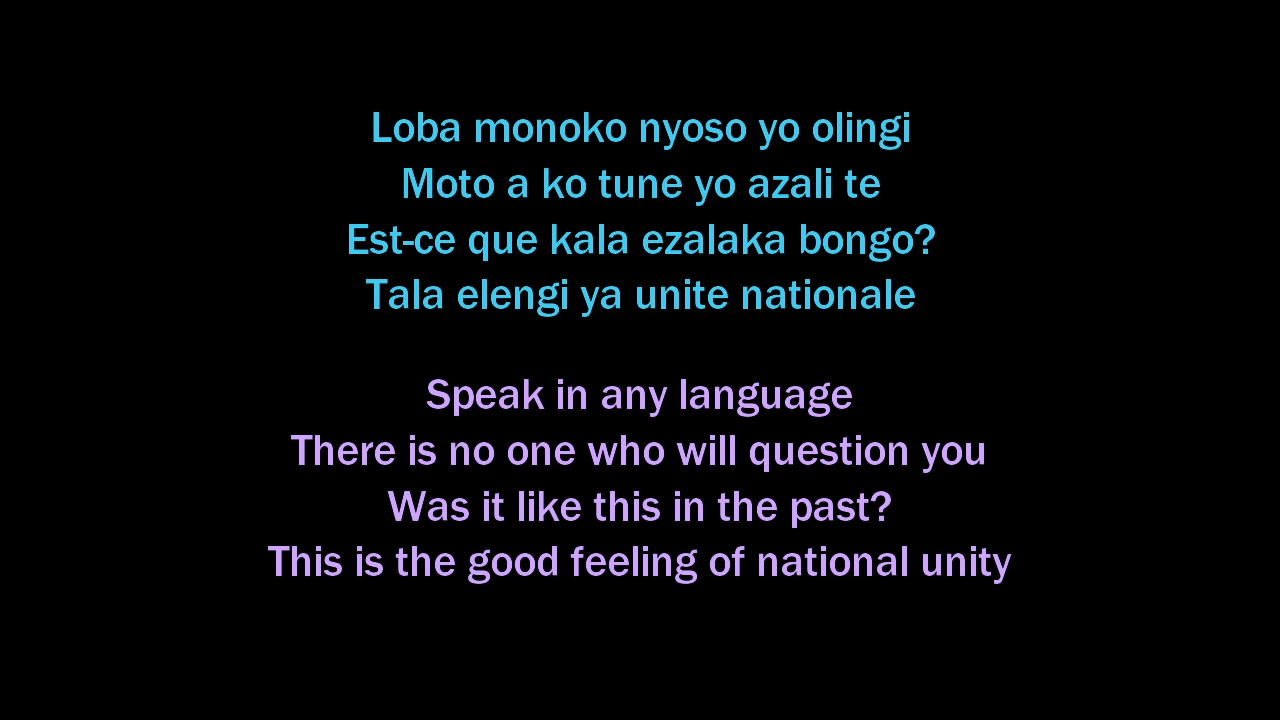 Loba monoko nyoso yo olingi
Moto a ko tune yo azali te
Est-ce que kala ezalaka bongo?
Tala elengi ya unite nationale
Speak in any language
There is no one who will question you
Was it like this in the past?
This is the good feeling of national unity